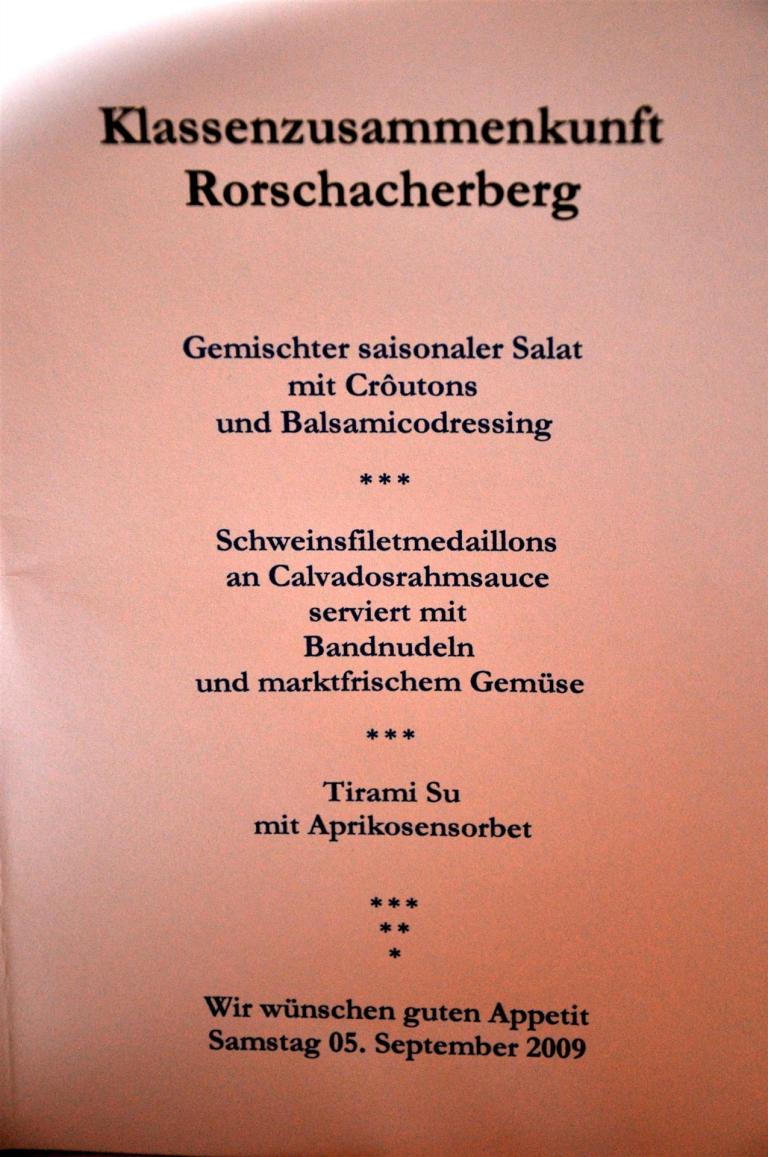 Klassenzusammenkunft
Rorschacherberg
Gemischter saisonaler Salat
mit Crôutons
und Balsamicodressing
***
Schweinsfiletmedaillons
an Calvadosrahmsauce
serviert mit
Bandnudeln
und marktfrischem Gemüse
***
Tirami Su
mit Aprikosensorbet
***
**
*
Wir wünschen guten Appetit
Samstag 05. September 2009